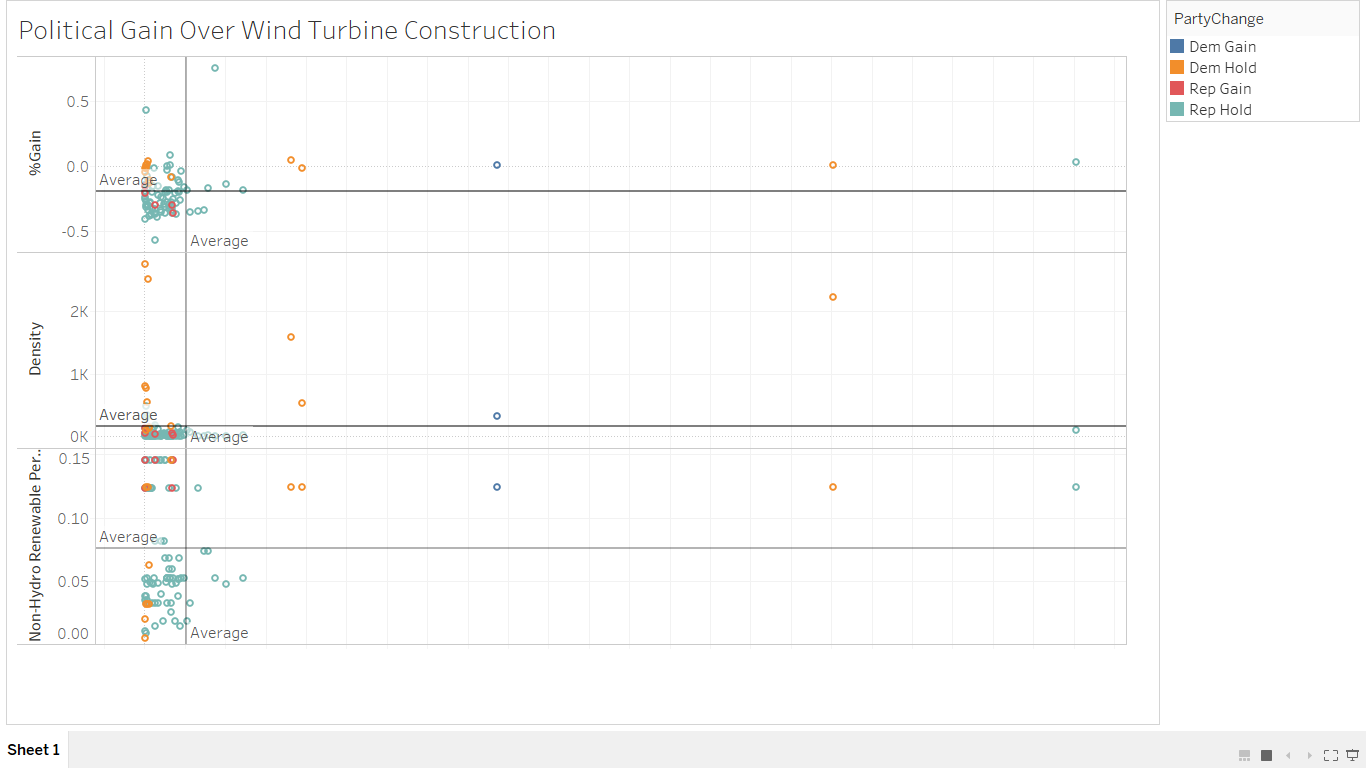 Political Gain Over Wind Turbine Construction
PartyChange
Dem Gain
Dem Hold
Rep Gain
Rep Hold
%Gain
0.5
0.0
-0.5
Average
Average
Density
2K
1K
0K
Average
Average
Non-Hydro Renewable Per..
0.15
0.10
0.05
0.00
Average
Average
Sheet 1